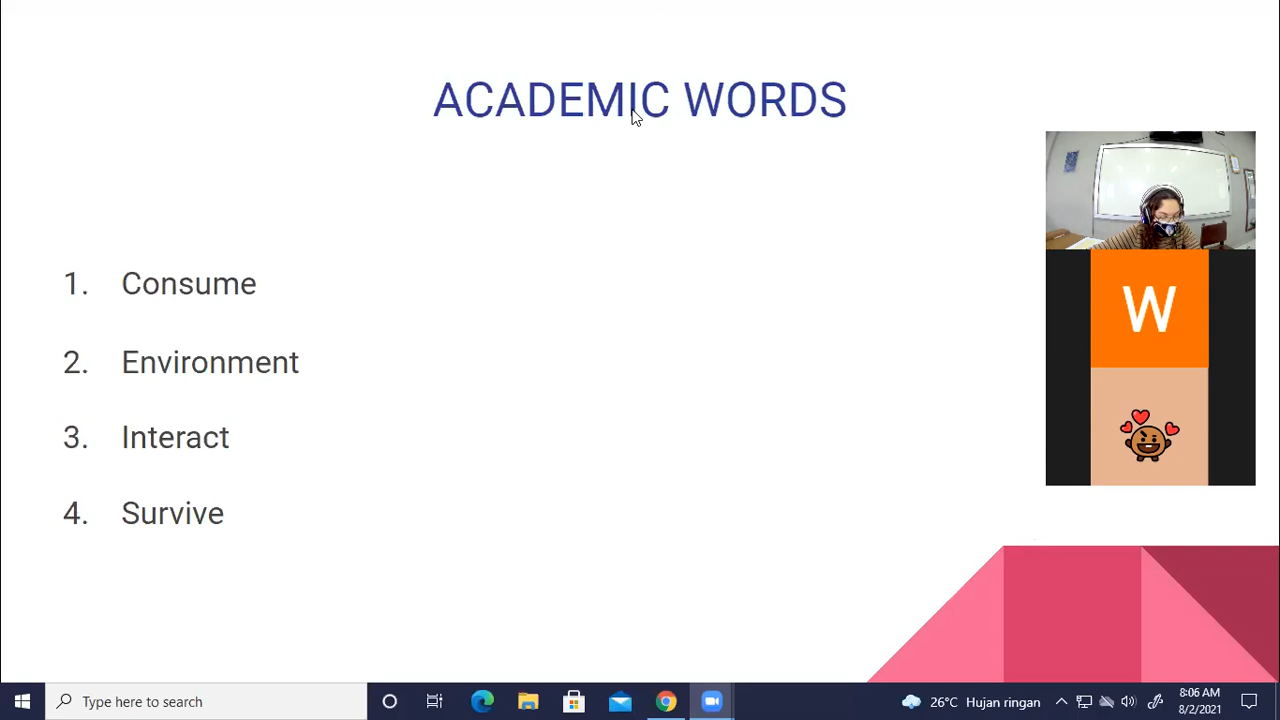 ACADEMIC WORDS
1. Consume
2. Environment
3. Interact
4. Survive
W
Type here to search
26°C Hujan ringan
8:06 AM
8/2/2021